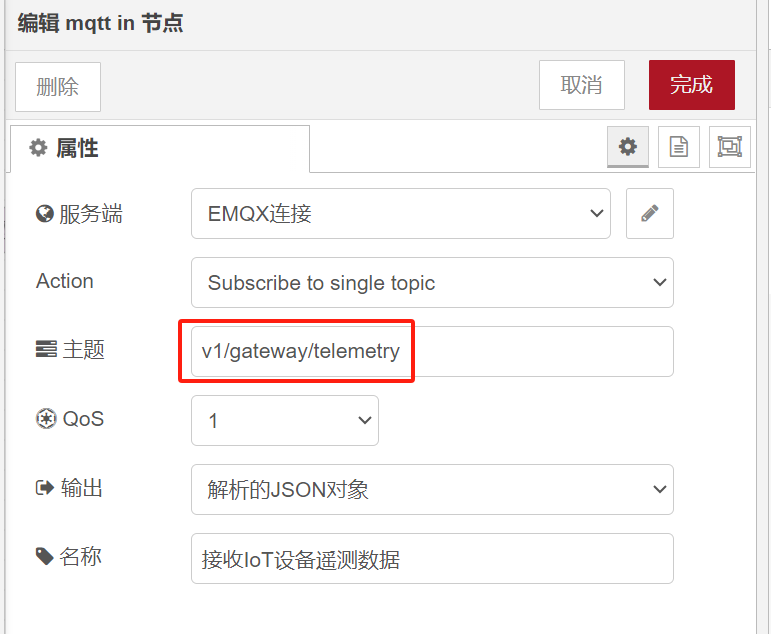 编辑 mqtt in 节点
删除
取消
完成
属性
服务端
EMQX连接
Action
Subscribe to single topic
主题
v1/gateway/telemetry
QoS
1
输出
解析的JSON对象
名称
接收IoT设备遥测数据